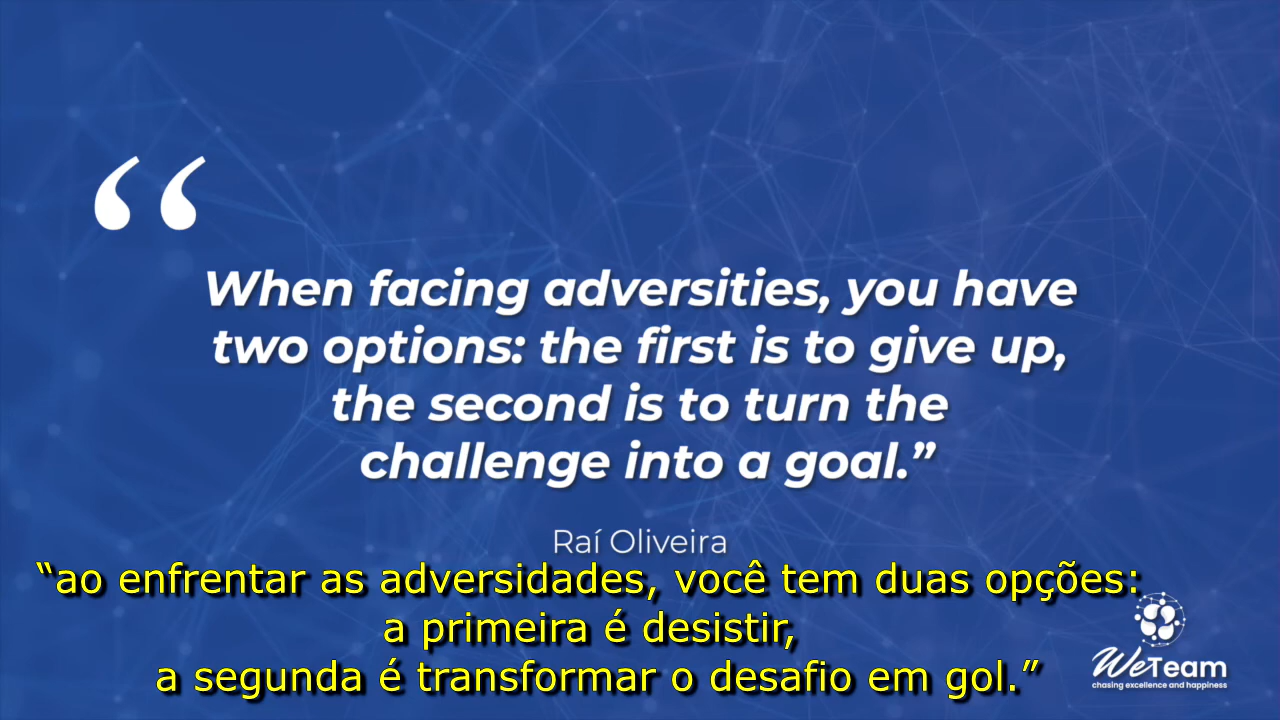 “
When facing adversities, you have
two options: the first is to give up,
the second is to turn the
challenge into a goal.”
Raí Oliveira
“ao enfrentar as adversidades, você tem duas opções:
a primeira é desistir,
a segunda é transformar o desafio em gol.”
WeTeam
chasing excellence and happiness